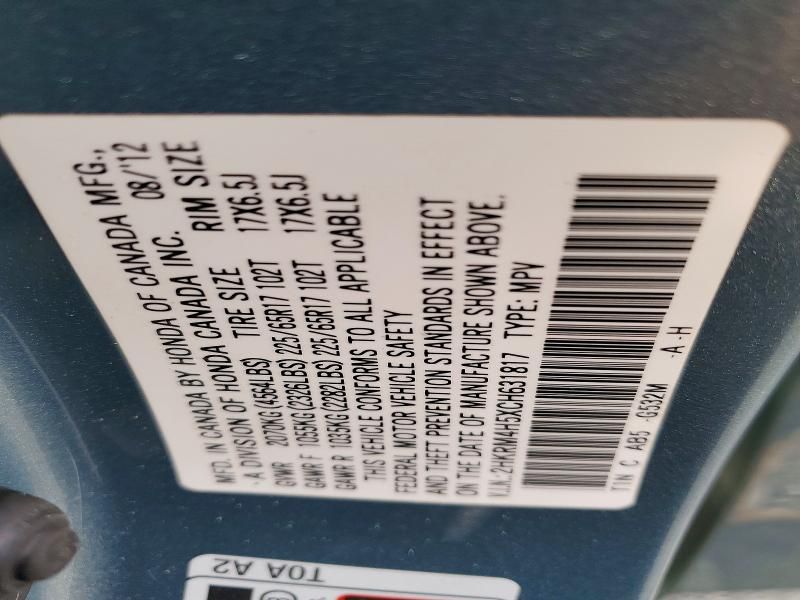 MFD. IN CANADA BY HONDA OF CANADA MFG.,
-A DIVISION OF HONDA CANADA INC. 08/'12
GVWR 2070KG (4564LBS) TIRE SIZE RIM SIZE
GAWR F 1055KG (2326LBS) 225/65R17 102T 17X6.5J
GAWR R 1035KG (2282LBS) 225/65R17 102T 17X6.5J
THIS VEHICLE CONFORMS TO ALL APPLICABLE
FEDERAL MOTOR VEHICLE SAFETY
AND THEFT PREVENTION STANDARDS IN EFFECT
ON THE DATE OF MANUFACTURE SHOWN ABOVE.
V.I.N.:2HKRM4H5XCH631817 TYPE: MPV
T1N C A85 -G532M -A -H
T0A A2